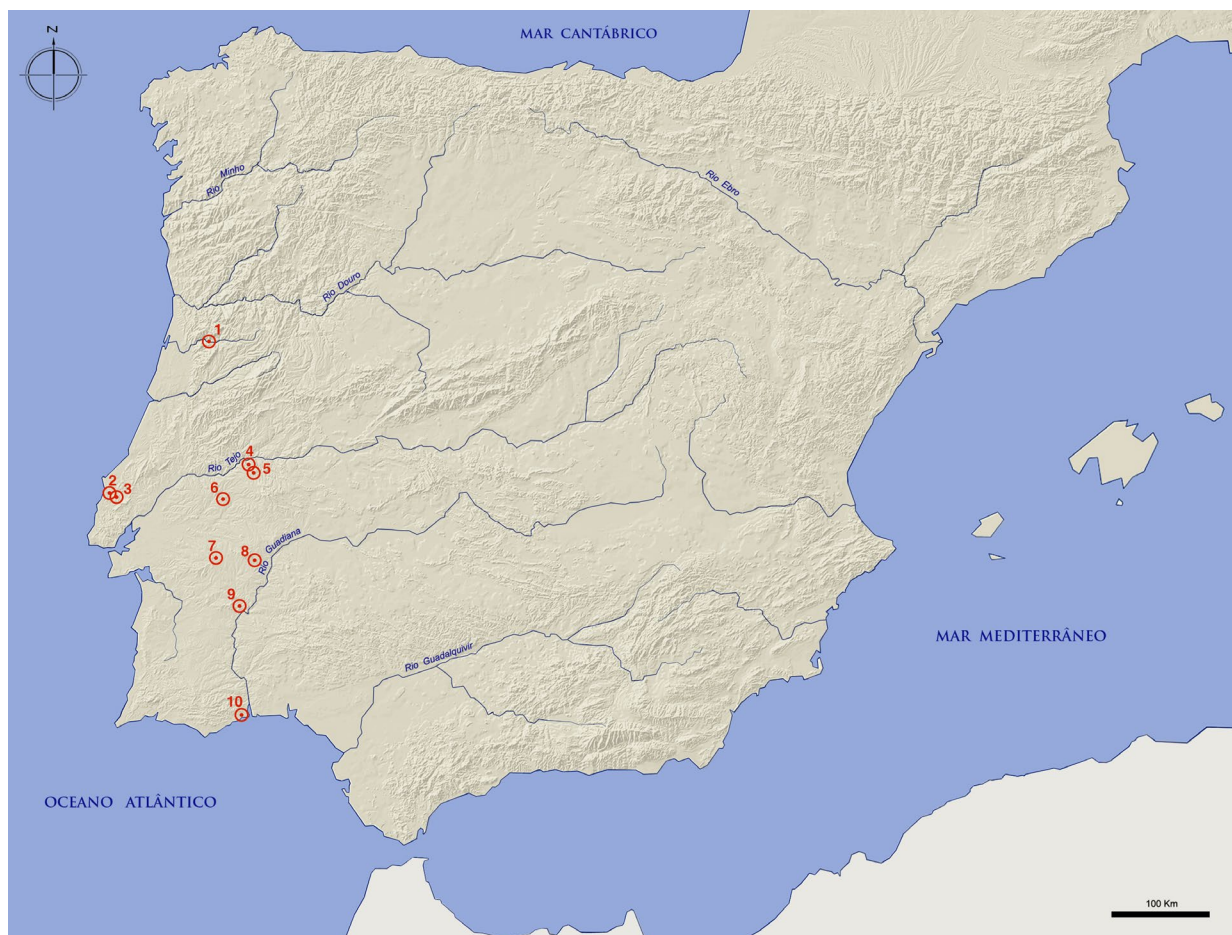 MAR CANTÁBRICO
N
Rio Minho
Rio Ebro
Rio Douro
1
4
Rio Tejo
5
2
3
6
7
8
Rio Guadiana
9
MAR MEDITERRÂNEO
Rio Guadalquivir
10
OCEANO ATLÂNTICO
100 Km